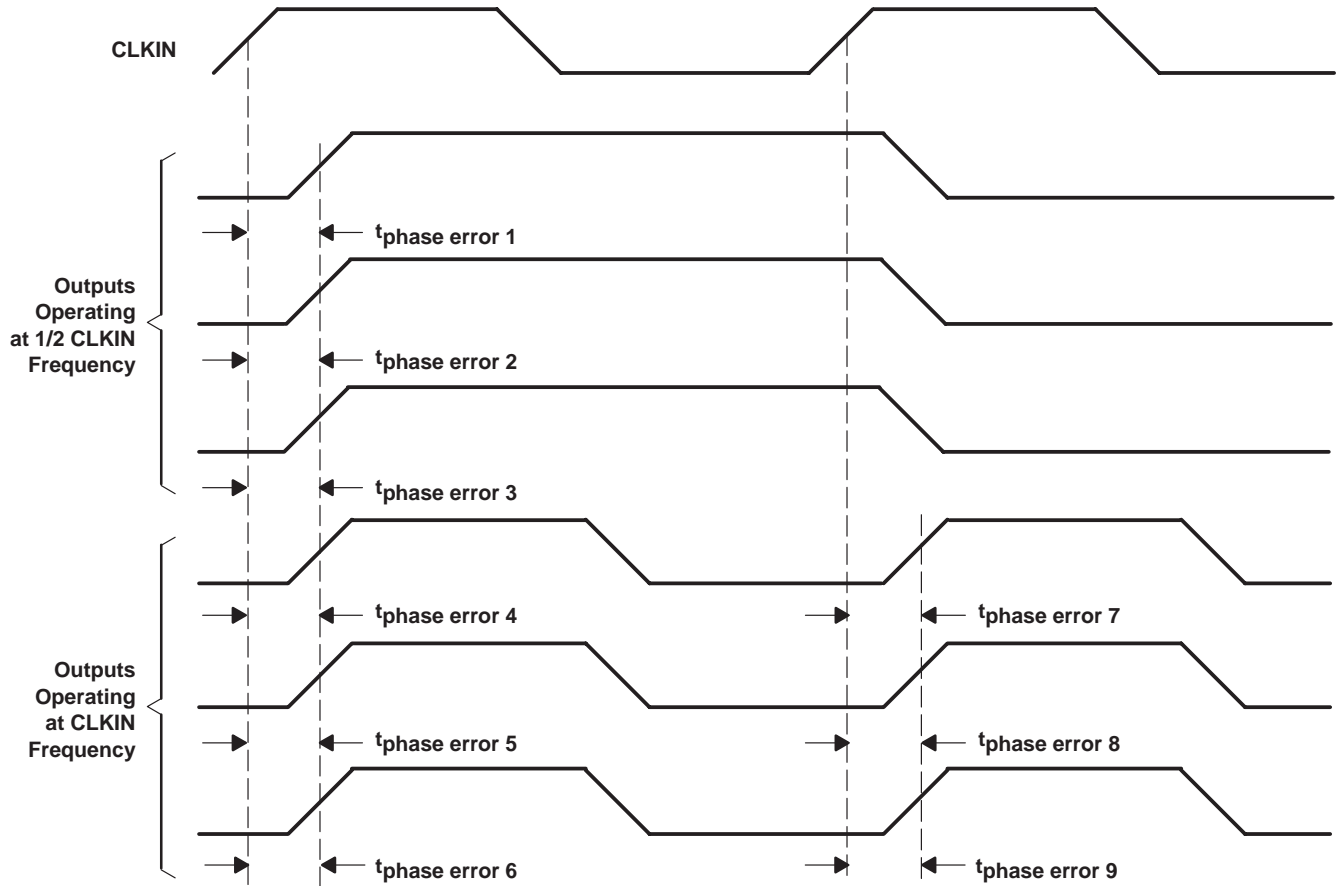 CLKIN
tphase error 1
Outputs
Operating
at 1/2 CLKIN
Frequency
tphase error 2
tphase error 3
tphase error 4
tphase error 7
Outputs
Operating
at CLKIN
Frequency
tphase error 5
tphase error 8
tphase error 6
tphase error 9